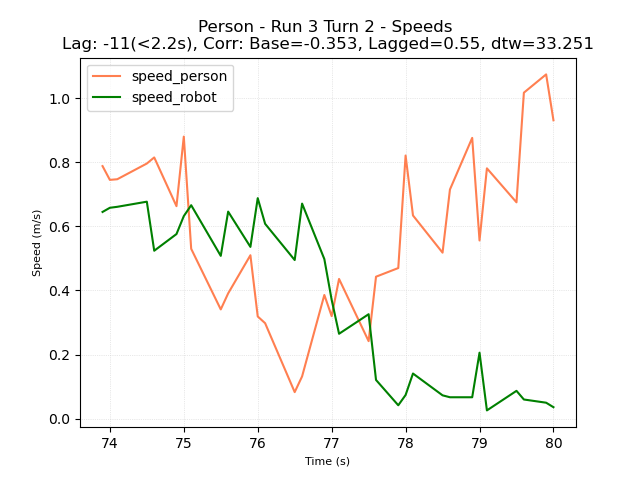 Person - Run 3 Turn 2 - Speeds
Lag: -11(<2.2s), Corr: Base=-0.353, Lagged=0.55, dtw=33.251
speed_person
speed_robot
1.0
0.8
0.6
0.4
0.2
0.0
Speed (m/s)
74 75 76 77 78 79 80
Time (s)